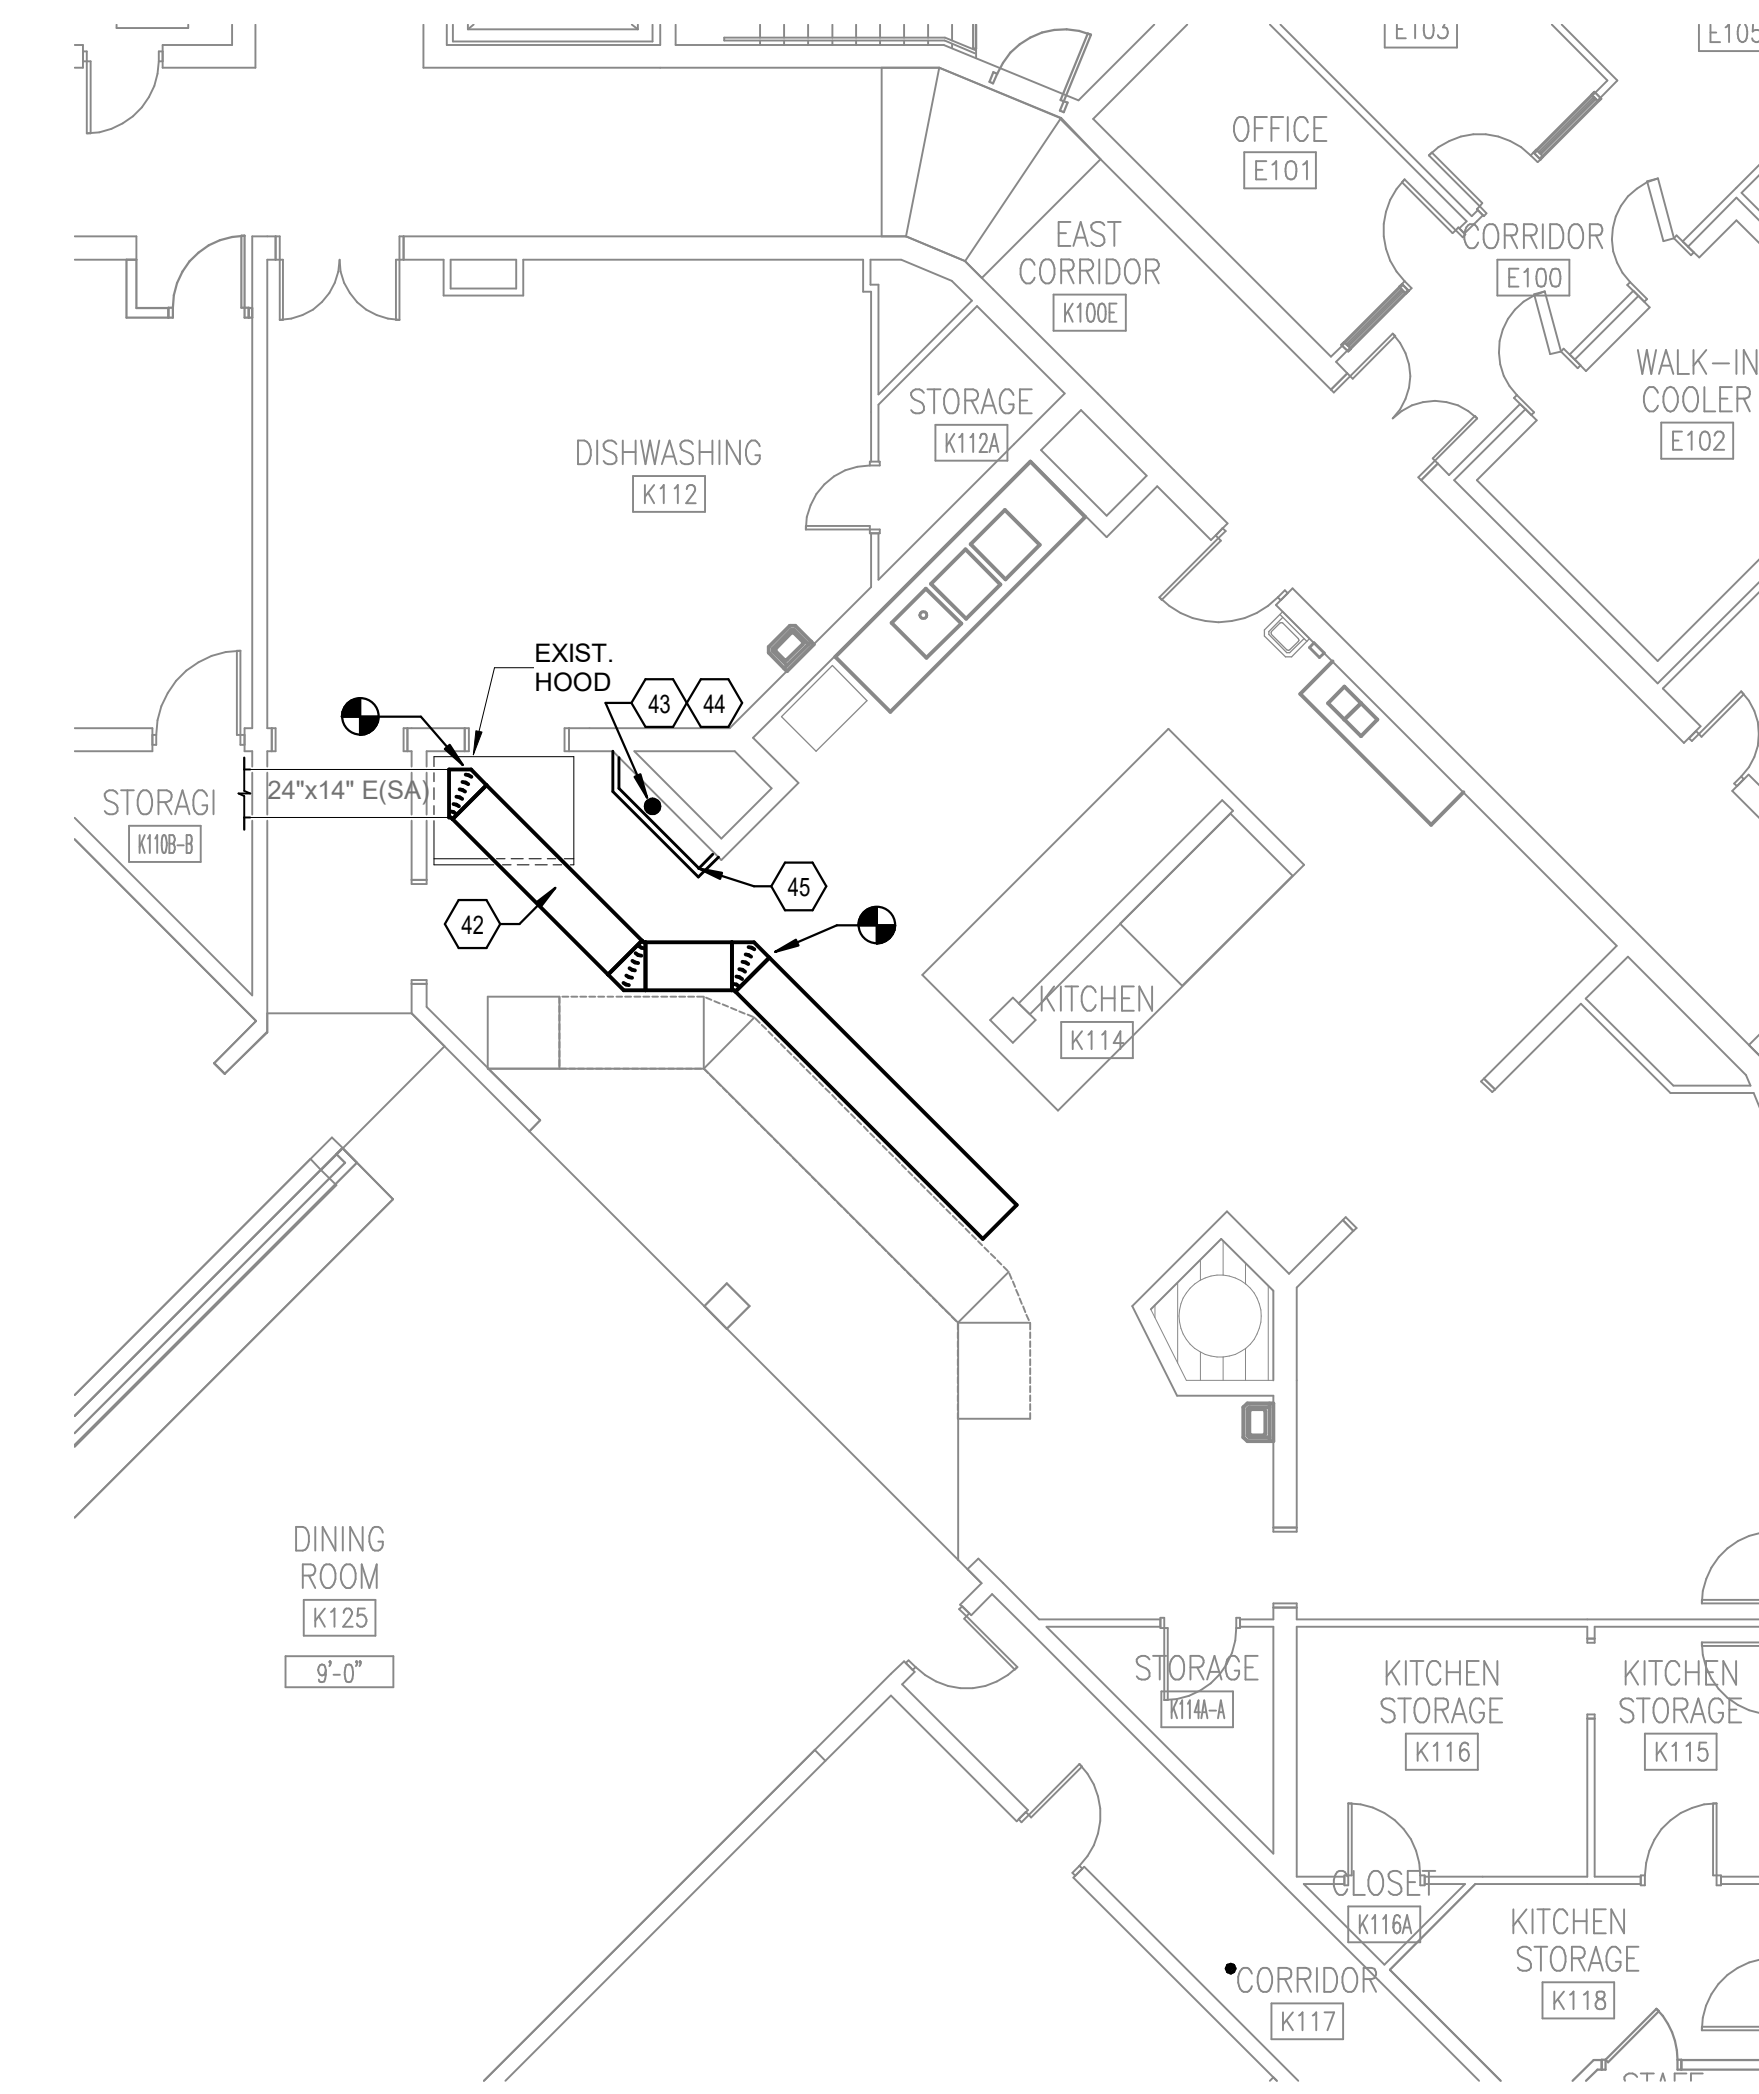 E103
E105
OFFICE
E101
EAST
CORRIDOR
K100E
CORRIDOR
E100
WALK-IN
COOLER
E102
STORAGE
K112A
DISHWASHING
K112
EXIST.
HOOD
43
44
24"x14" E(SA)
STORAGI
K110B-B
45
42
KITCHEN
K114
DINING
ROOM
K125
9'-0"
STORAGE
K114A-A
KITCHEN
STORAGE
K116
KITCHEN
STORAGE
K115
CLOSET
K116A
KITCHEN
STORAGE
K118
CORRIDOR
K117
STAFF